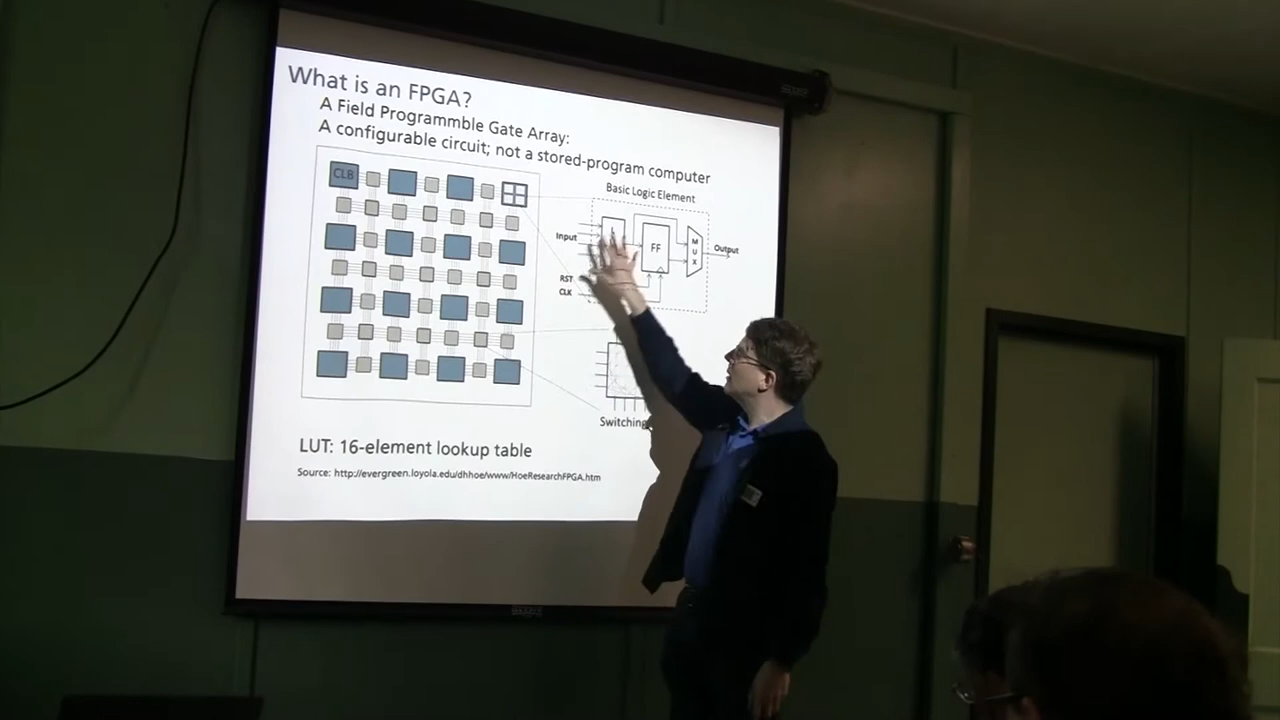 What is an FPGA?
A Field Programmble Gate Array:
A configurable circuit; not a stored-program computer
CLB
Basic Logic Element
Input
FF
MUX
Output
RST
CLK
Switching
LUT: 16-element lookup table
Source: http://evergreen.loyola.edu/dhhoe/www/HoeResearchFPGA.htm